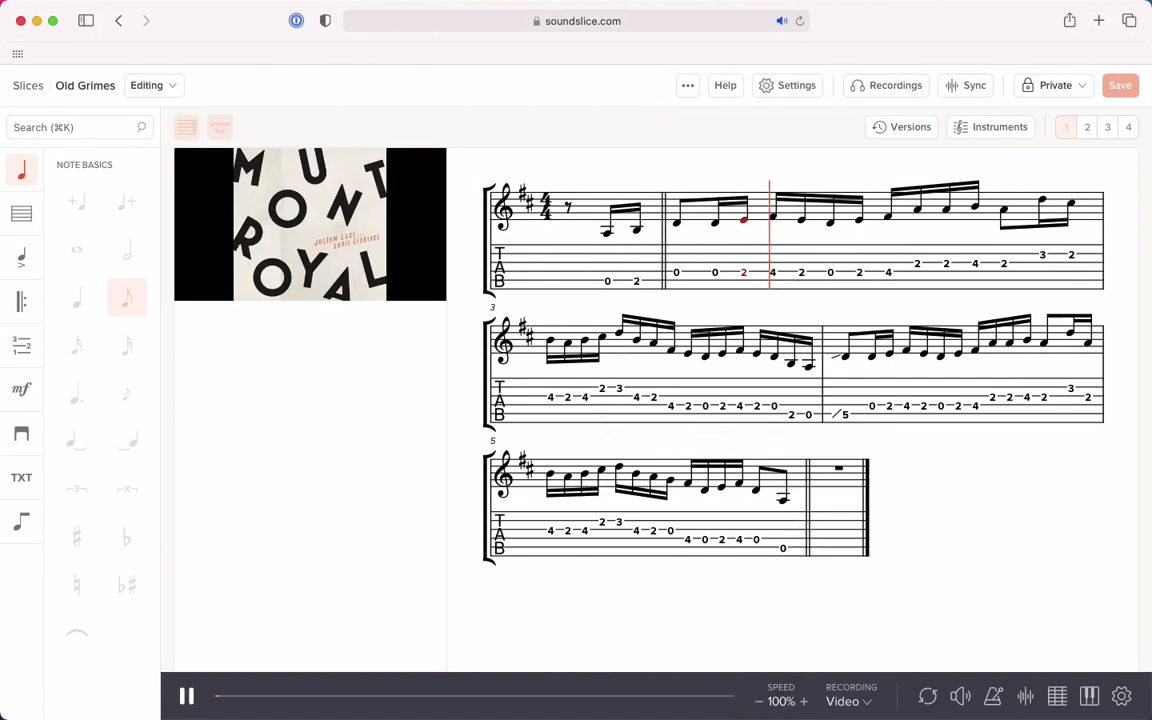 soundslice.com
Slices › Old Grimes Editing
••• Help Settings Recordings Sync Private Save
Search (⌘K)
Versions Instruments 1 2 3 4
NOTE BASICS
MOUNT
ROYAL
JULIAN LAGE and
CHRIS ELDRIDGE
pickup
bar
mf
TXT
T
A
B
0 2 0 0 2 4 2 0 2 4 2 2 4 2 3 2
3
T
A
B
4 2 4 2 3 4 2 4 2 0 2 4 2 0 2 0 5 0 2 4 2 0 2 4 2 2 4 2 3 2
5
T
A
B
4 2 4 2 3 4 2 0 4 0 2 4 0 0
SPEED
− 100% +
RECORDING
Video